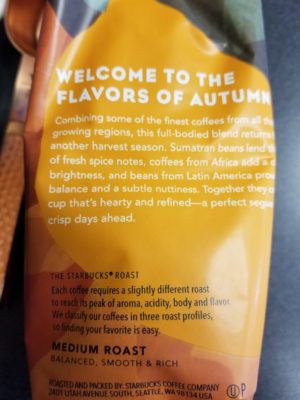 WELCOME TO THE
FLAVORS OF AUTUMN
Combining some of the finest coffees from all th
growing regions, this full-bodied blend returns
another harvest season. Sumatran beans lend th
of fresh spice notes, coffees from Africa add a
brightness, and beans from Latin America prov
balance and a subtle nuttiness. Together they
cup that's hearty and refined—a perfect segue
crisp days ahead.
THE STARBUCKS® ROAST
Each coffee requires a slightly different roast
to reach its peak of aroma, acidity, body and flavor.
We classify our coffees in three roast profiles,
so finding your favorite is easy.
MEDIUM ROAST
BALANCED, SMOOTH & RICH
ROASTED AND PACKED BY: STARBUCKS COFFEE COMPANY
2401 UTAH AVENUE SOUTH, SEATTLE, WA 98134 USA
U P